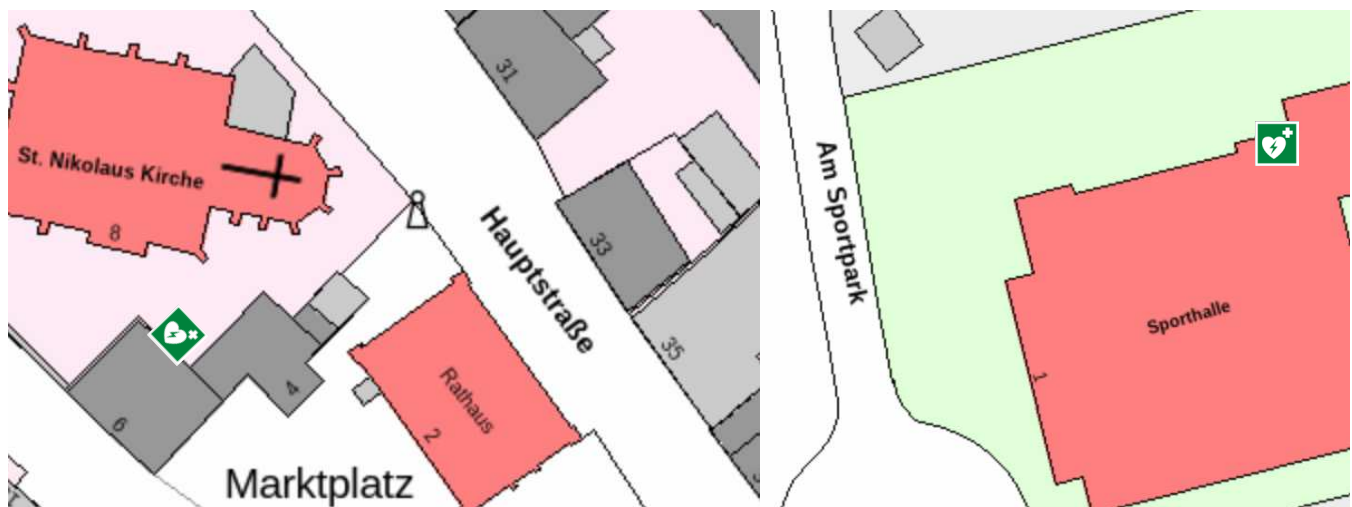 31
St. Nikolaus Kirche
8
Hauptstraße
33
35
6
4
Rathaus
2
Marktplatz
Am Sportpark
Sporthalle
1